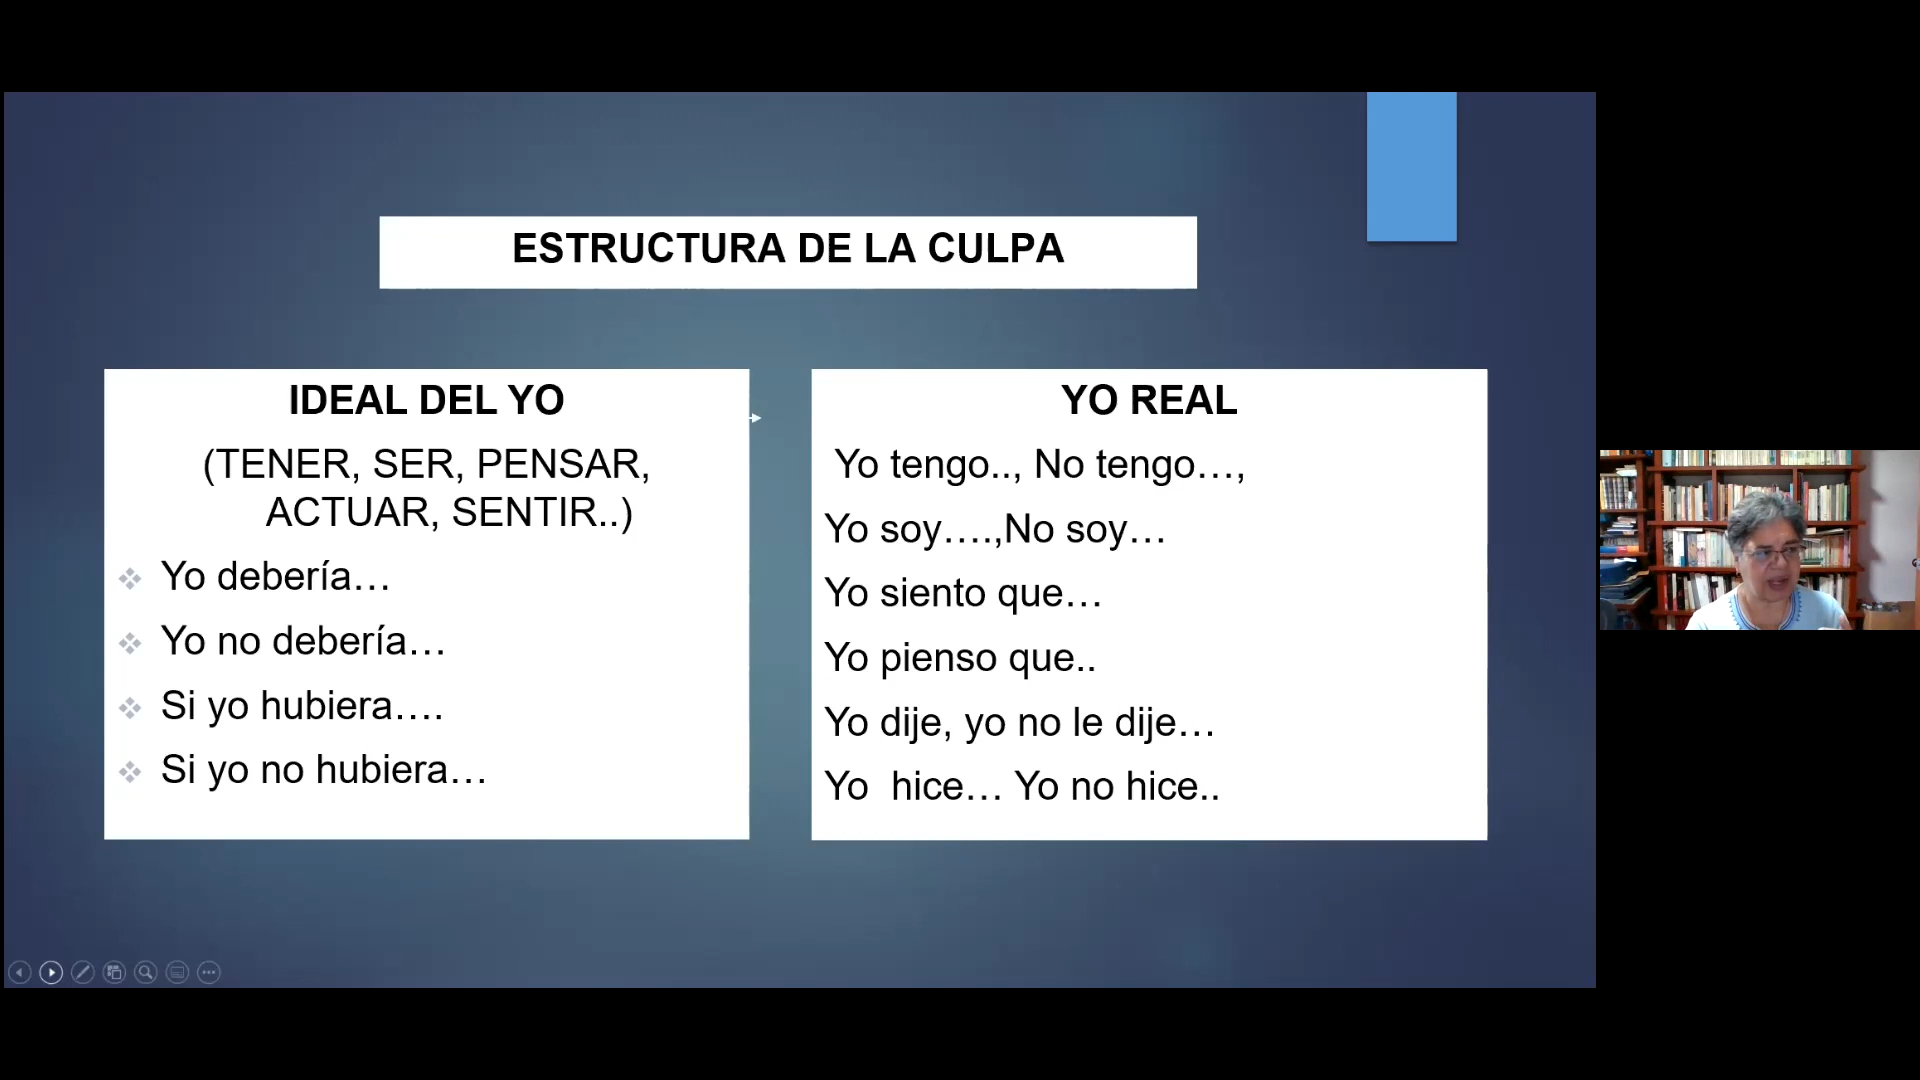 ESTRUCTURA DE LA CULPA
IDEAL DEL YO
(TENER, SER, PENSAR,
ACTUAR, SENTIR..)
Yo debería…
Yo no debería…
Si yo hubiera….
Si yo no hubiera…
YO REAL
Yo tengo.., No tengo…,
Yo soy….,No soy…
Yo siento que…
Yo pienso que..
Yo dije, yo no le dije…
Yo  hice… Yo no hice..